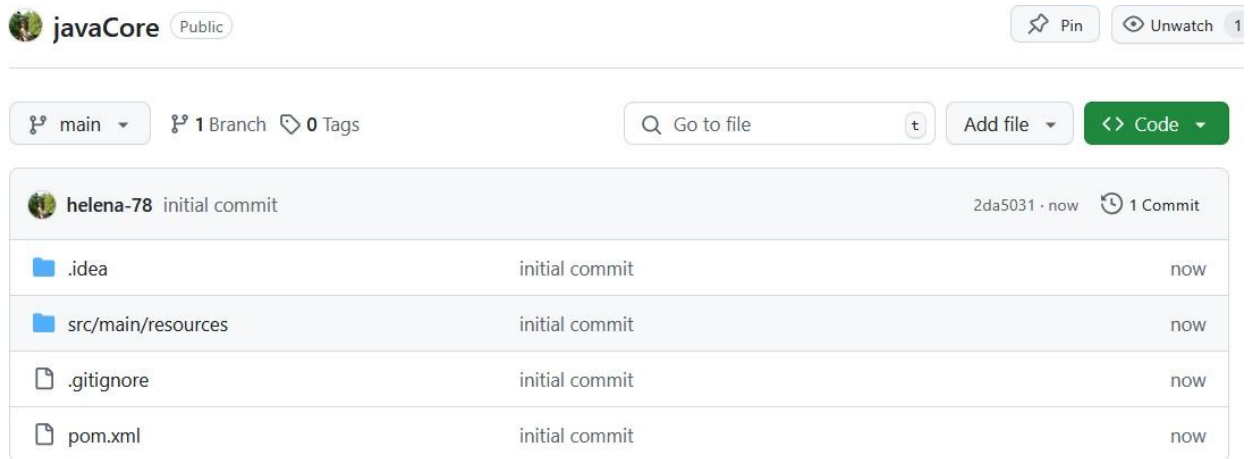 javaCore Public Pin Unwatch 1
main 1 Branch 0 Tags Go to file t Add file <> Code
helena-78 initial commit 2da5031 · now 1 Commit
.idea initial commit now
src/main/resources initial commit now
.gitignore initial commit now
pom.xml initial commit now